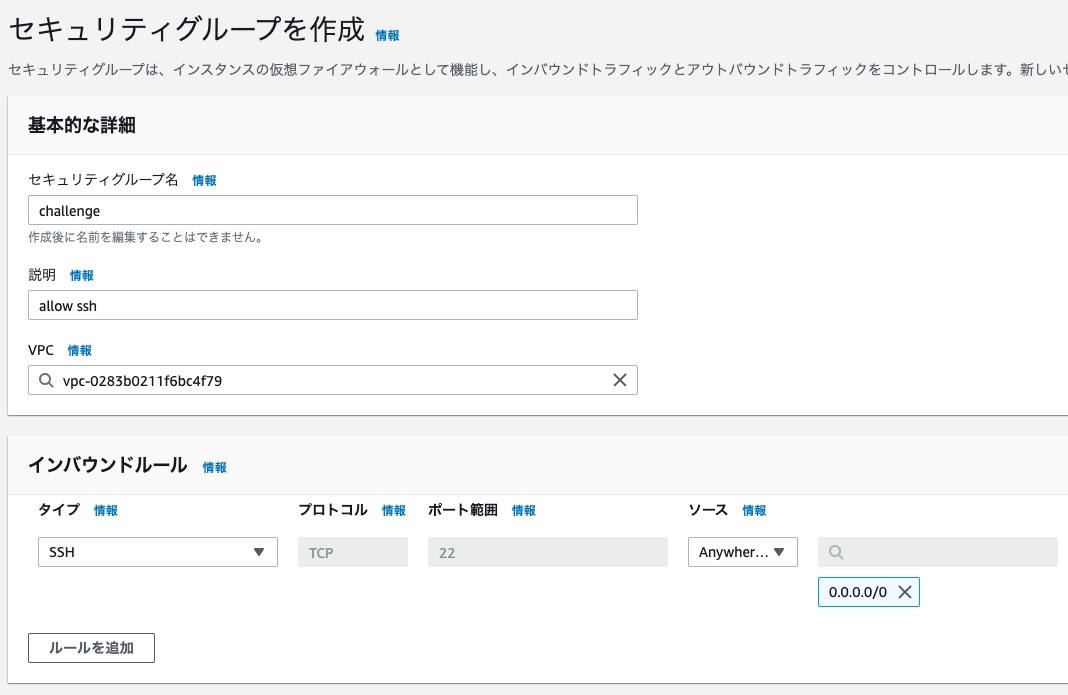 セキュリティグループを作成 情報
セキュリティグループは、インスタンスの仮想ファイアウォールとして機能し、インバウンドトラフィックとアウトバウンドトラフィックをコントロールします。新しいセ
基本的な詳細
セキュリティグループ名 情報
challenge
作成後に名前を編集することはできません。
説明 情報
allow ssh
VPC 情報
vpc-0283b0211f6bc4f79
インバウンドルール 情報
タイプ 情報 プロトコル 情報 ポート範囲 情報 ソース 情報
SSH TCP 22 Anywher...
0.0.0.0/0
ルールを追加